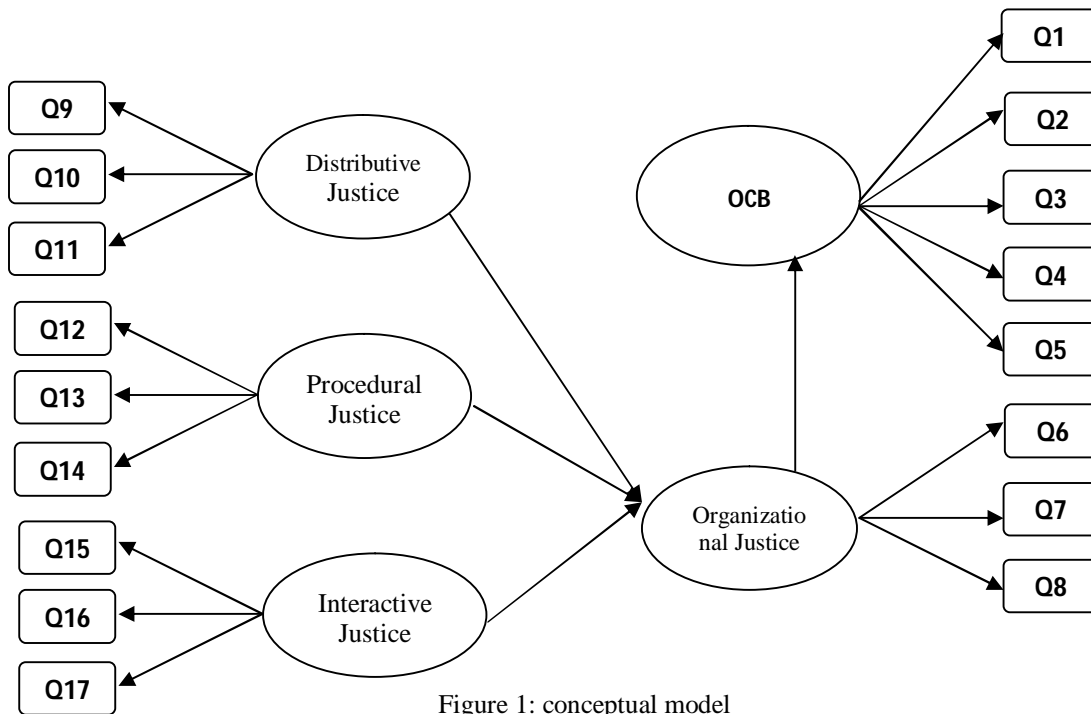 Q9
Q10
Q11
Distributive
Justice
Q12
Q13
Q14
Procedural
Justice
Q15
Q16
Q17
Interactive
Justice
OCB
Q1
Q2
Q3
Q4
Q5
Organizatio
nal Justice
Q6
Q7
Q8
Figure 1: conceptual model